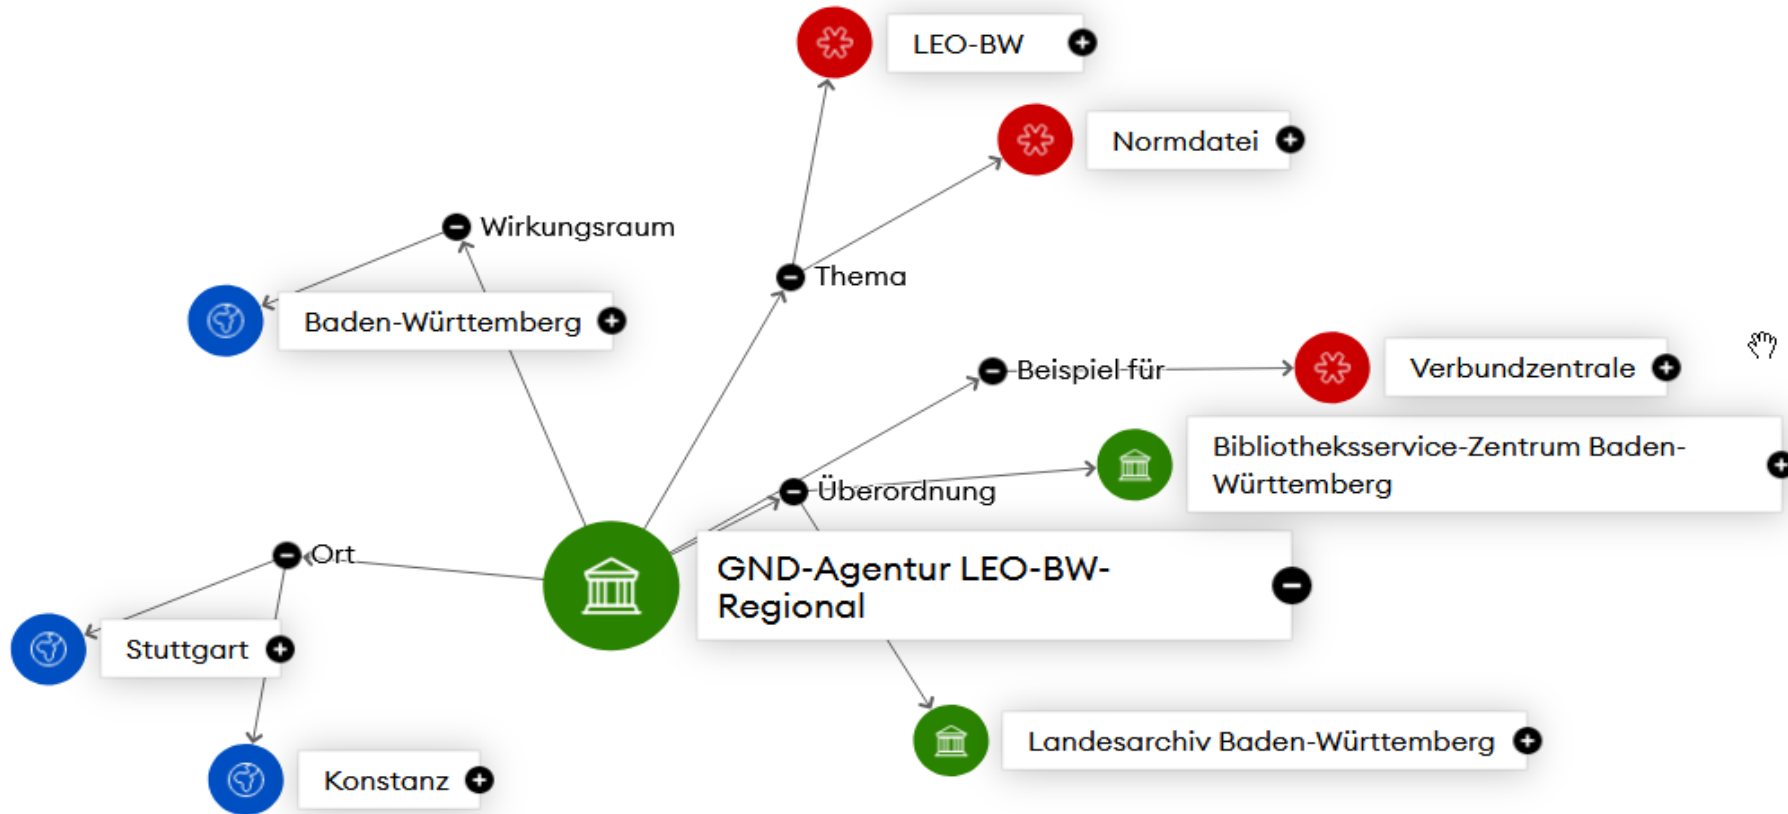 LEO-BW
Normdatei
Wirkungsraum
Thema
Baden-Württemberg
Beispiel für
Verbundzentrale
Bibliotheksservice-Zentrum Baden-
Württemberg
Überordnung
Ort
GND-Agentur LEO-BW-
Regional
Stuttgart
Landesarchiv Baden-Württemberg
Konstanz